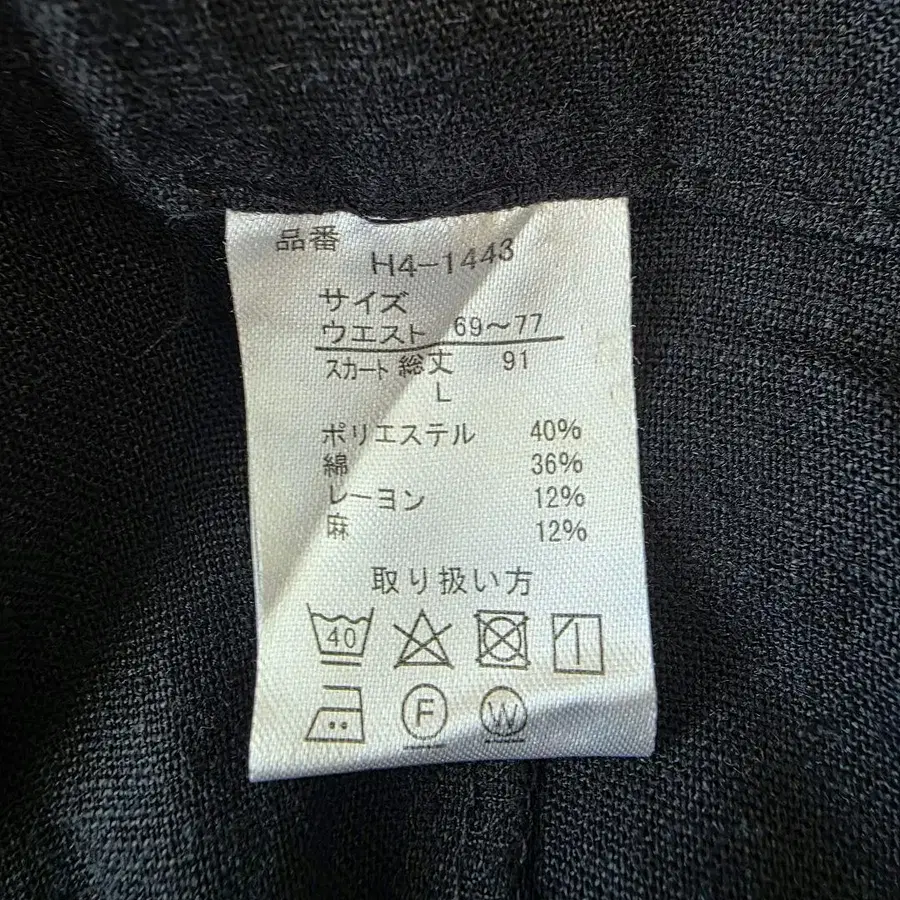 品番
H4-1443
サイズ
ウエスト 69〜77
スカート総丈 91
L
ポリエステル 40%
綿 36%
レーヨン 12%
麻 12%
取り扱い方
40
F W